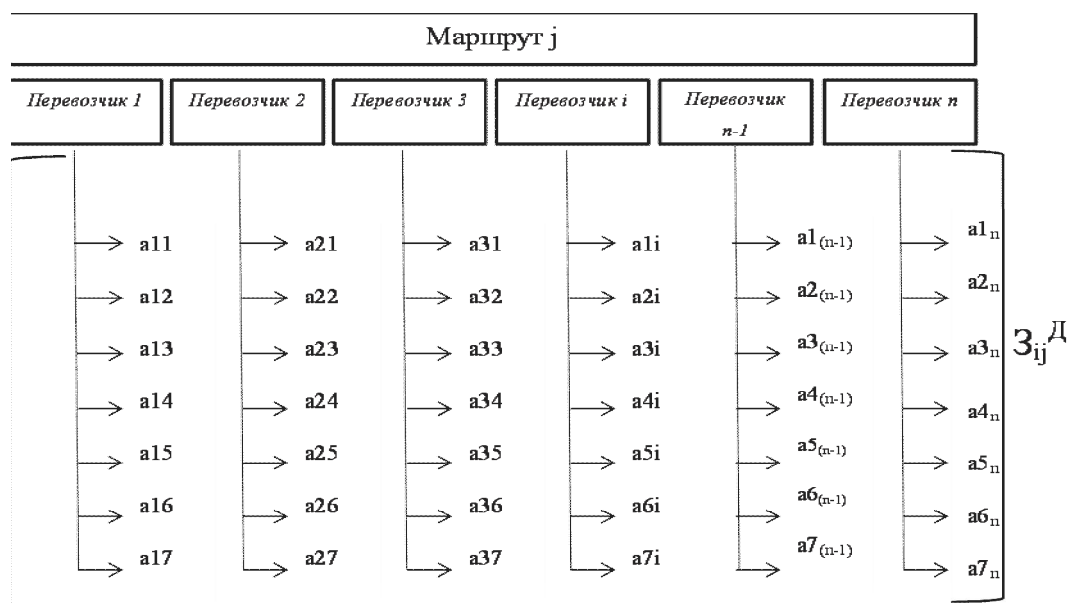 Маршрут j
Перевозчик 1 Перевозчик 2 Перевозчик 3 Перевозчик i Перевозчик n-1 Перевозчик n
a11 a21 a31 a1i a1(n-1) a1n
a12 a22 a32 a2i a2(n-1) a2n
a13 a23 a33 a3i a3(n-1) a3n
Зij Д
a14 a24 a34 a4i a4(n-1) a4n
a15 a25 a35 a5i a5(n-1) a5n
a16 a26 a36 a6i a6(n-1) a6n
a17 a27 a37 a7i a7(n-1) a7n